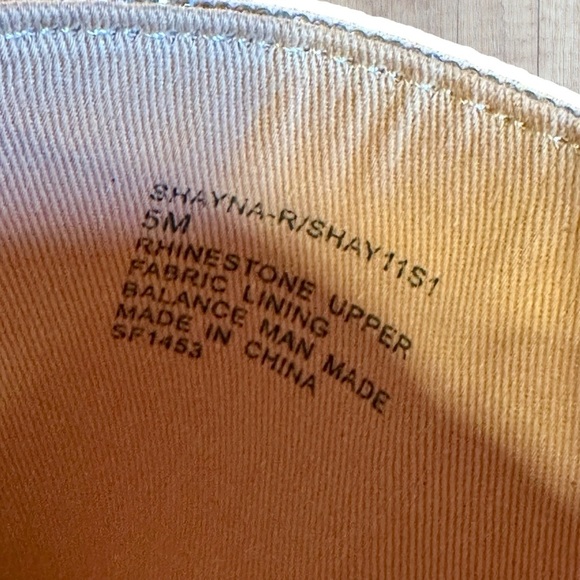 SHAYNA-R/SHAY11S1
5M
RHINESTONE UPPER
FABRIC LINING
BALANCE MAN MADE
MADE IN CHINA
SF1453